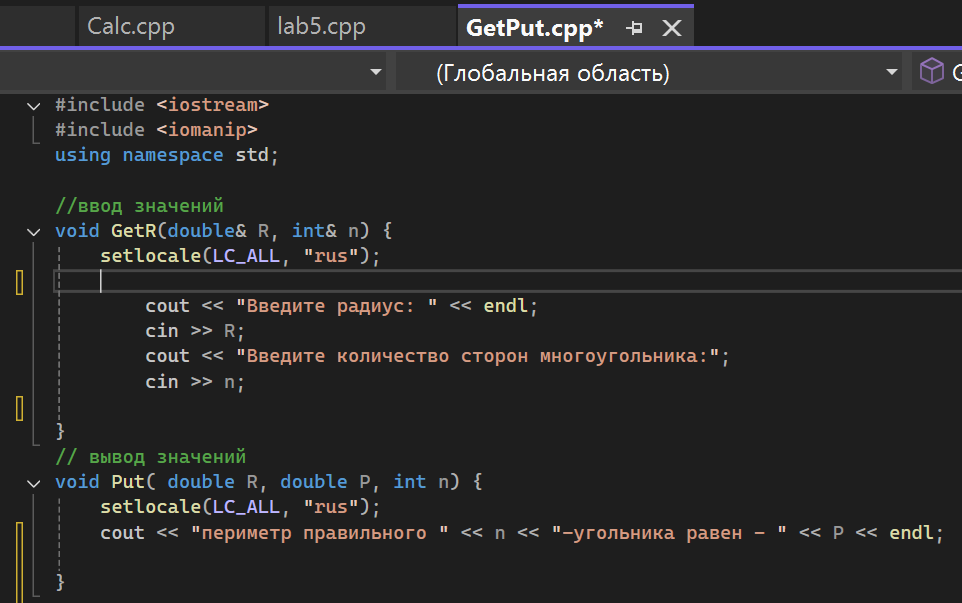 Calc.cpp lab5.cpp GetPut.cpp*
(Глобальная область) G
#include <iostream>
#include <iomanip>
using namespace std;
//ввод значений
void GetR(double& R, int& n) {
setlocale(LC_ALL, "rus");
cout << "Введите радиус: " << endl;
cin >> R;
cout << "Введите количество сторон многоугольника:";
cin >> n;
}
// вывод значений
void Put( double R, double P, int n) {
setlocale(LC_ALL, "rus");
cout << "периметр правильного " << n << "-угольника равен - " << P << endl;
}